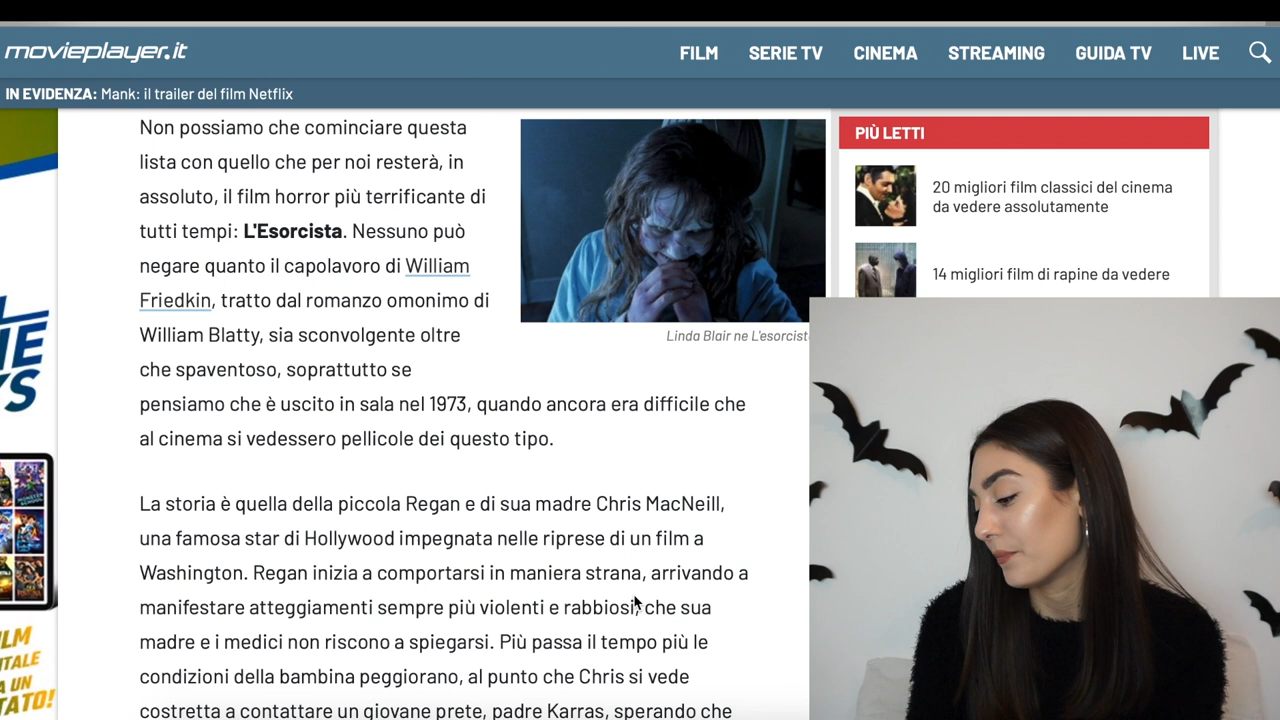 movieplayer.it
FILM
SERIE TV
CINEMA
STREAMING
GUIDA TV
LIVE
IN EVIDENZA: Mank: il trailer del film Netflix
Non possiamo che cominciare questa
lista con quello che per noi resterà, in
assoluto, il film horror più terrificante di
tutti tempi: L'Esorcista. Nessuno può
negare quanto il capolavoro di William
Friedkin, tratto dal romanzo omonimo di
William Blatty, sia sconvolgente oltre
che spaventoso, soprattutto se
pensiamo che è uscito in sala nel 1973, quando ancora era difficile che
al cinema si vedessero pellicole dei questo tipo.
Linda Blair ne L'esorcist
La storia è quella della piccola Regan e di sua madre Chris MacNeill,
una famosa star di Hollywood impegnata nelle riprese di un film a
Washington. Regan inizia a comportarsi in maniera strana, arrivando a
manifestare atteggiamenti sempre più violenti e rabbiosi, che sua
madre e i medici non riscono a spiegarsi. Più passa il tempo più le
condizioni della bambina peggiorano, al punto che Chris si vede
costretta a contattare un giovane prete, padre Karras, sperando che
PIÙ LETTI
20 migliori film classici del cinema
da vedere assolutamente
14 migliori film di rapine da vedere